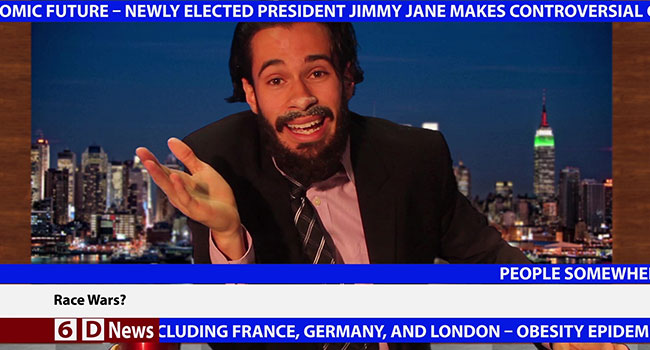 OMIC FUTURE – NEWLY ELECTED PRESIDENT JIMMY JANE MAKES CONTROVERSIAL
PEOPLE SOMEWHE
Race Wars?
6 D News CLUDING FRANCE, GERMANY, AND LONDON – OBESITY EPIDEM